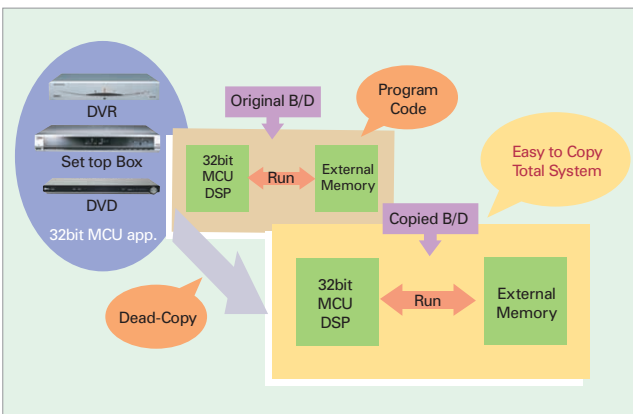 DVR
Set top Box
DVD
32bit MCU app.
Original B/D
Program
Code
32bit
MCU
DSP
Run
External
Memory
Easy to Copy
Total System
Copied B/D
Dead-Copy
32bit
MCU
DSP
Run
External
Memory